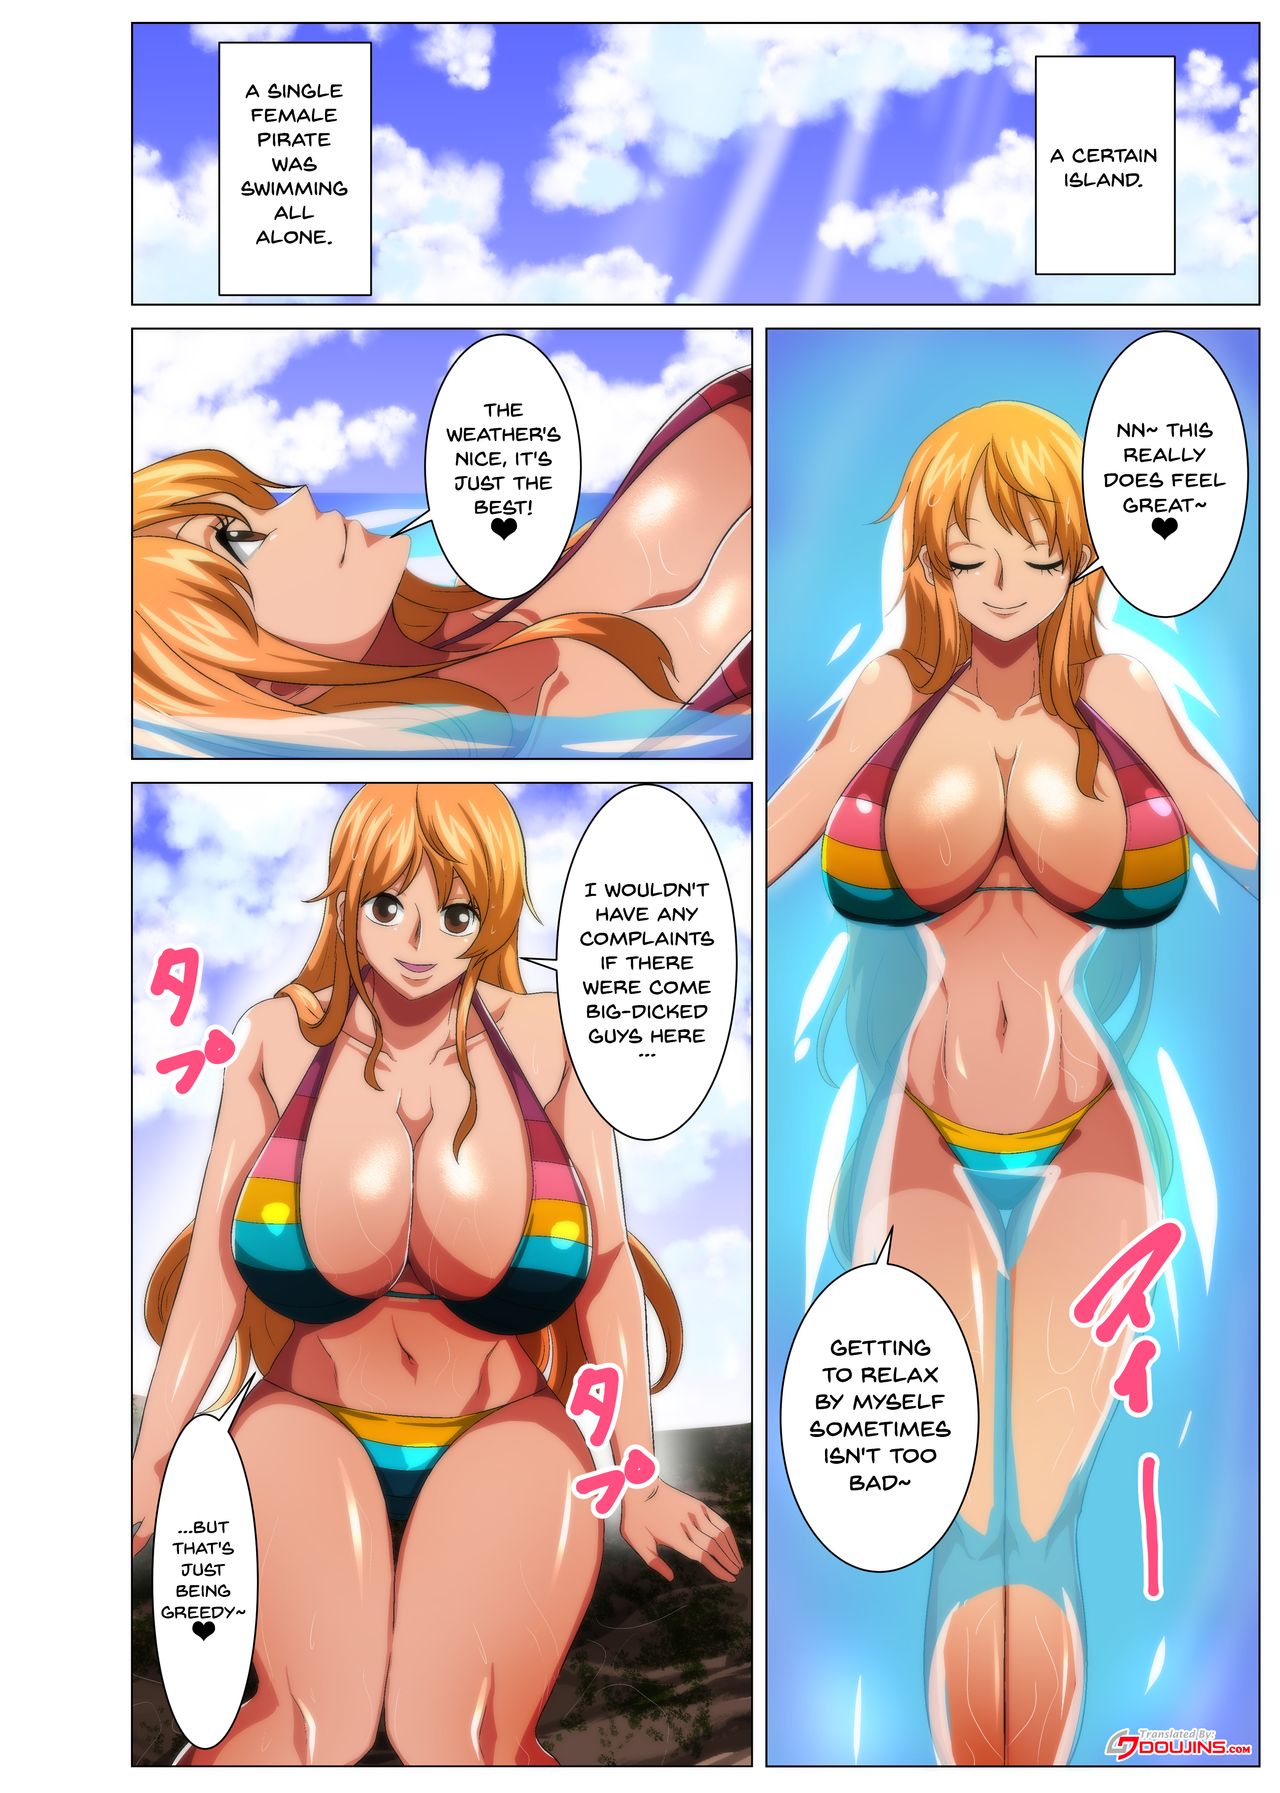 A CERTAIN
ISLAND.
A SINGLE
FEMALE
PIRATE
WAS
SWIMMING
ALL
ALONE.
NN~ THIS
REALLY
DOES FEEL
GREAT~
♥
GETTING
TO RELAX
BY MYSELF
SOMETIMES
ISN'T TOO
BAD~
スイー
THE
WEATHER'S
NICE, IT'S
JUST THE
BEST!
♥
I WOULDN'T
HAVE ANY
COMPLAINTS
IF THERE
WERE COME
BIG-DICKED
GUYS HERE
...
タプ
タプ
...BUT
THAT'S
JUST
BEING
GREEDY~
♥
Translated By:
DOUJINS.COM